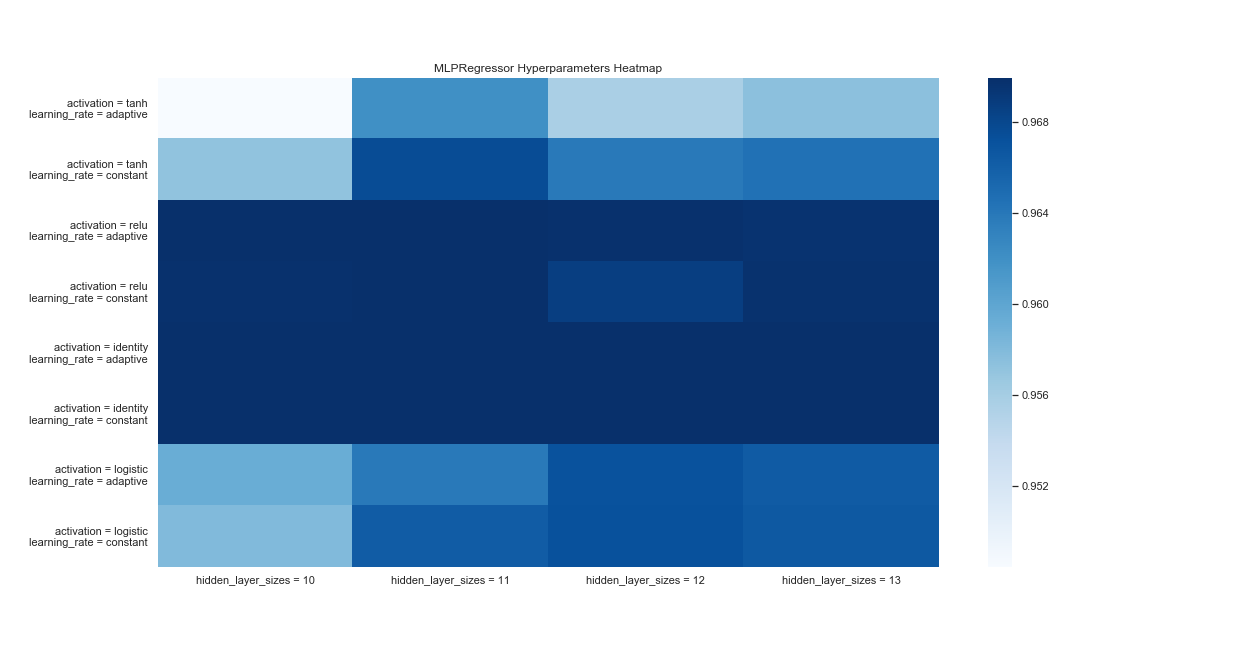 MLPRegressor Hyperparameters Heatmap
activation = tanh
learning_rate = adaptive
activation = tanh
learning_rate = constant
activation = relu
learning_rate = adaptive
activation = relu
learning_rate = constant
activation = identity
learning_rate = adaptive
activation = identity
learning_rate = constant
activation = logistic
learning_rate = adaptive
activation = logistic
learning_rate = constant
hidden_layer_sizes = 10
hidden_layer_sizes = 11
hidden_layer_sizes = 12
hidden_layer_sizes = 13
0.968
0.964
0.960
0.956
0.952